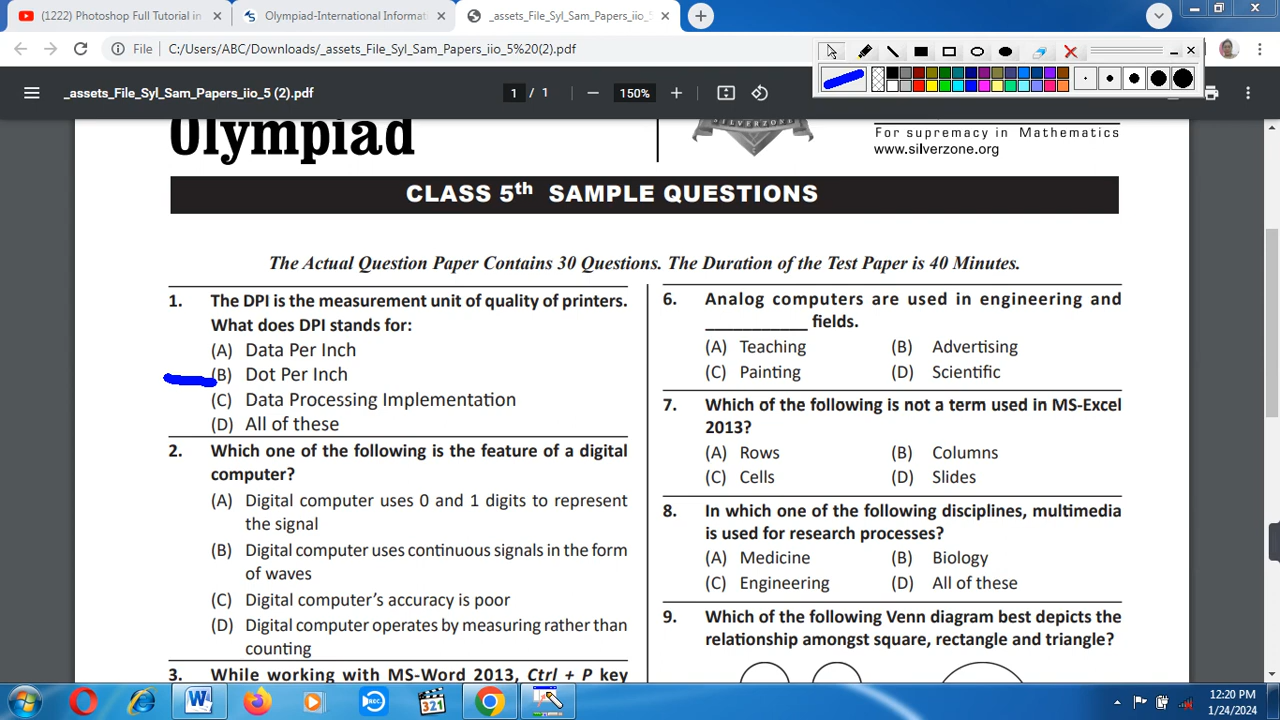 (1222) Photoshop Full Tutorial in
Olympiad-International Informat
_assets_File_Syl_Sam_Papers_iio_5
File
C:/Users/ABC/Downloads/_assets_File_Syl_Sam_Papers_iio_5%20(2).pdf
_assets_File_Syl_Sam_Papers_iio_5 (2).pdf
1 / 1
150%
Olympiad
SILVERZONE
For supremacy in Mathematics
www.silverzone.org
CLASS 5th SAMPLE QUESTIONS
The Actual Question Paper Contains 30 Questions. The Duration of the Test Paper is 40 Minutes.
1. The DPI is the measurement unit of quality of printers.
What does DPI stands for:
(A) Data Per Inch
(B) Dot Per Inch
(C) Data Processing Implementation
(D) All of these
2. Which one of the following is the feature of a digital
computer?
(A) Digital computer uses 0 and 1 digits to represent
the signal
(B) Digital computer uses continuous signals in the form
of waves
(C) Digital computer's accuracy is poor
(D) Digital computer operates by measuring rather than
counting
3. While working with MS-Word 2013, Ctrl + P key
6. Analog computers are used in engineering and
___________ fields.
(A) Teaching (B) Advertising
(C) Painting (D) Scientific
7. Which of the following is not a term used in MS-Excel
2013?
(A) Rows (B) Columns
(C) Cells (D) Slides
8. In which one of the following disciplines, multimedia
is used for research processes?
(A) Medicine (B) Biology
(C) Engineering (D) All of these
9. Which of the following Venn diagram best depicts the
relationship amongst square, rectangle and triangle?
W
REC
321
12:20 PM
1/24/2024